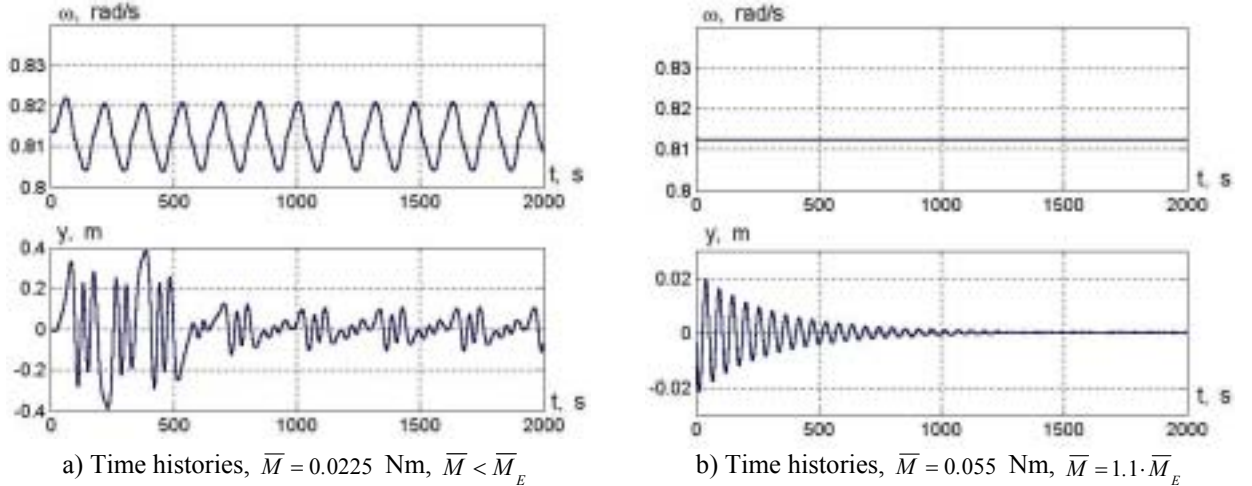 ω, rad/s
0.83
0.82
0.81
0.8
0 500 1000 1500 2000
t, s
y, m
0.4
0.2
0
-0.2
-0.4
0 500 1000 1500 2000
t, s
a) Time histories, M̅ = 0.0225 Nm, M̅ < M̅_E
ω, rad/s
0.83
0.82
0.81
0.8
0 500 1000 1500 2000
t, s
y, m
0.02
0
-0.02
0 500 1000 1500 2000
t, s
b) Time histories, M̅ = 0.055 Nm, M̅ = 1.1 · M̅_E